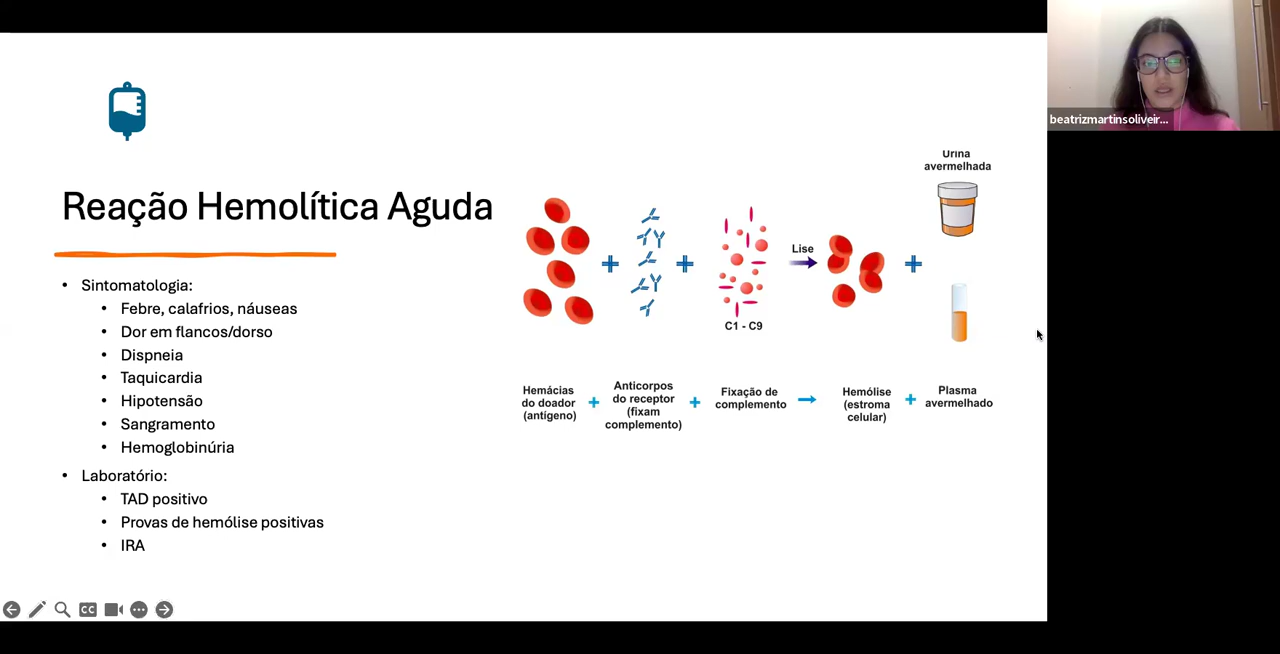 beatrizmartinsoliveir...
Reação Hemolítica Aguda
• Sintomatologia:
• Febre, calafrios, náuseas
• Dor em flancos/dorso
• Dispneia
• Taquicardia
• Hipotensão
• Sangramento
• Hemoglobinúria
• Laboratório:
• TAD positivo
• Provas de hemólise positivas
• IRA
Urina
avermelhada
Lise
C1 - C9
Hemácias
do doador
(antígeno)
+
Anticorpos
do receptor
(fixam
complemento)
+
Fixação de
complemento
Hemólise
(estroma
celular)
+
Plasma
avermelhado
CC